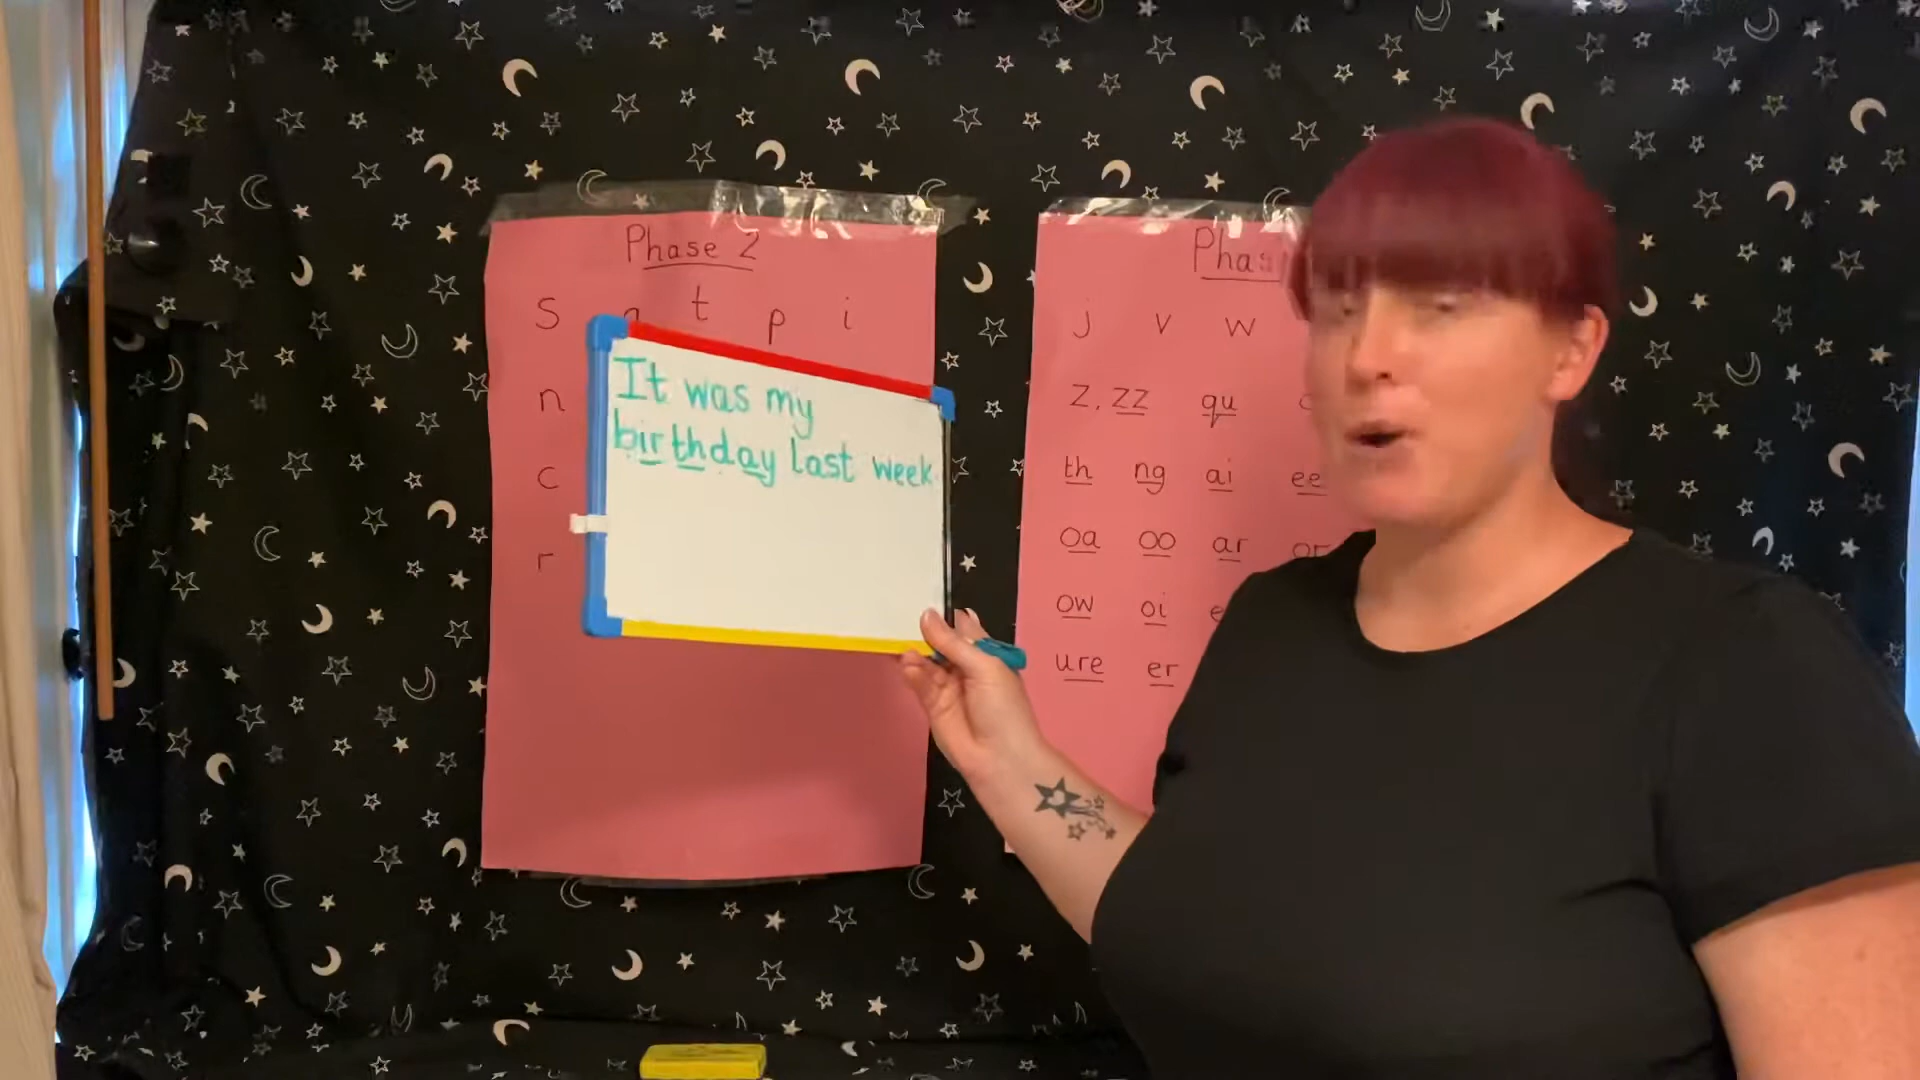 Phase 2
s t p i
n
c
r
It was my
birthday last week.
j v w
z, zz qu
th ng ai ee
oa oo ar or
ow oi
ure er